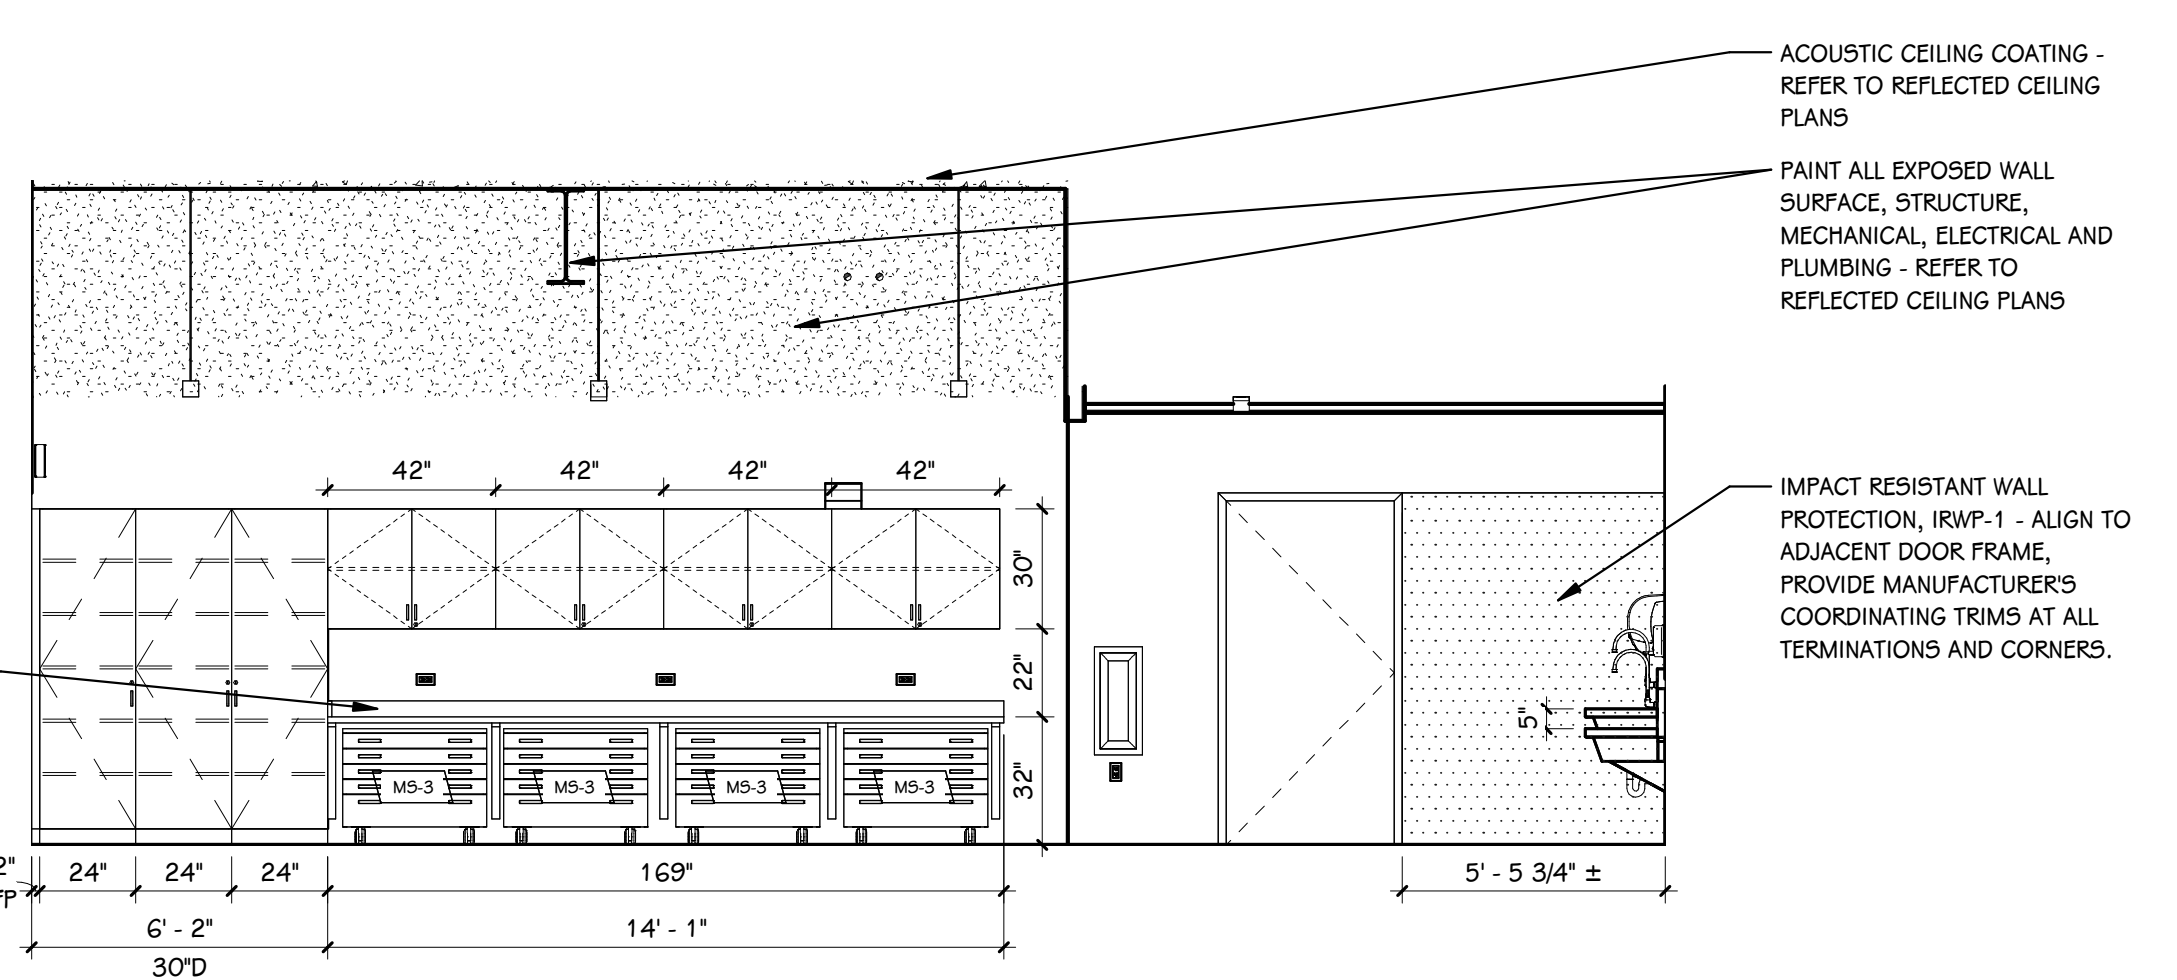 ACOUSTIC CEILING COATING -
REFER TO REFLECTED CEILING
PLANS
PAINT ALL EXPOSED WALL
SURFACE, STRUCTURE,
MECHANICAL, ELECTRICAL AND
PLUMBING - REFER TO
REFLECTED CEILING PLANS
42" 42" 42" 42"
IMPACT RESISTANT WALL
PROTECTION, IRWP-1 - ALIGN TO
ADJACENT DOOR FRAME,
PROVIDE MANUFACTURER'S
COORDINATING TRIMS AT ALL
TERMINATIONS AND CORNERS.
30"
22"
5"
32"
MS-3 MS-3 MS-3 MS-3
2" 24" 24" 24" 169" 5' - 5 3/4" ±
FP
6' - 2" 14' - 1"
30"D